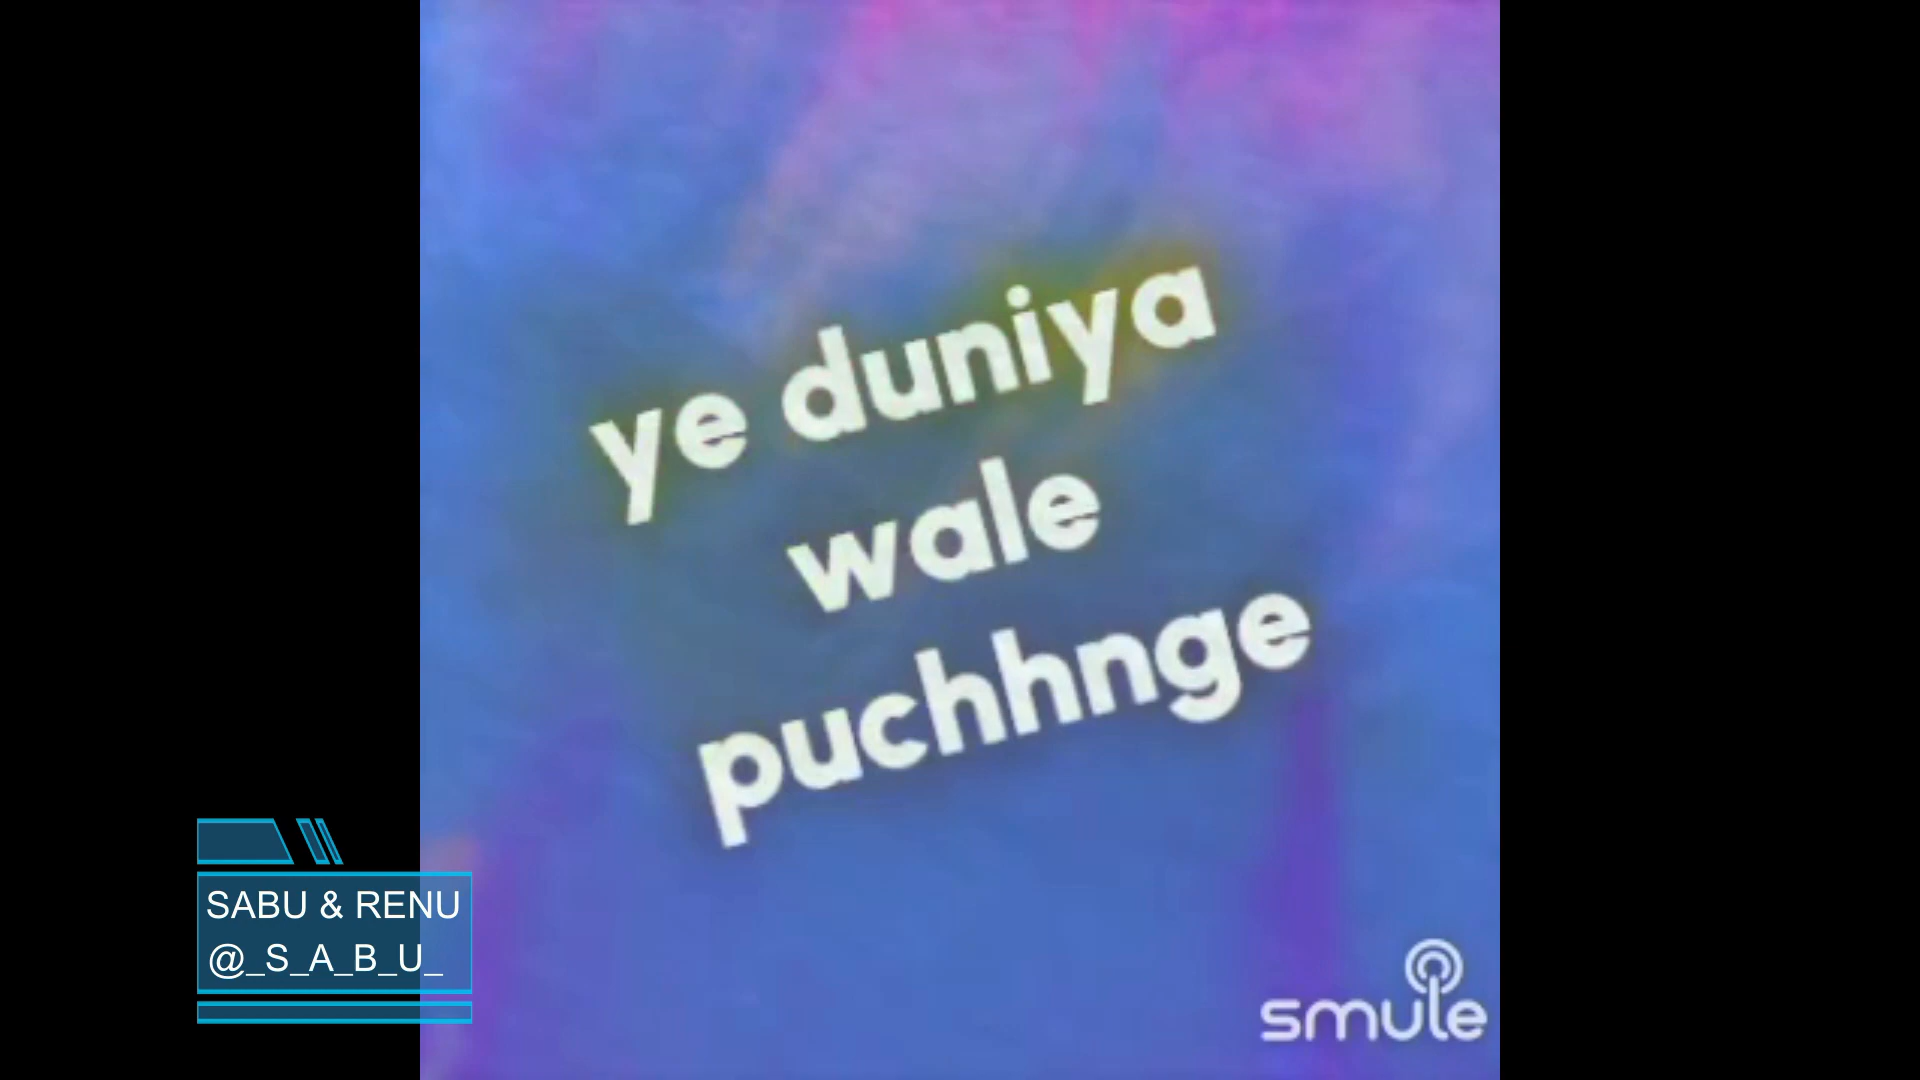 ye duniya
wale
puchhnge
SABU & RENU
@_S_A_B_U_
smule